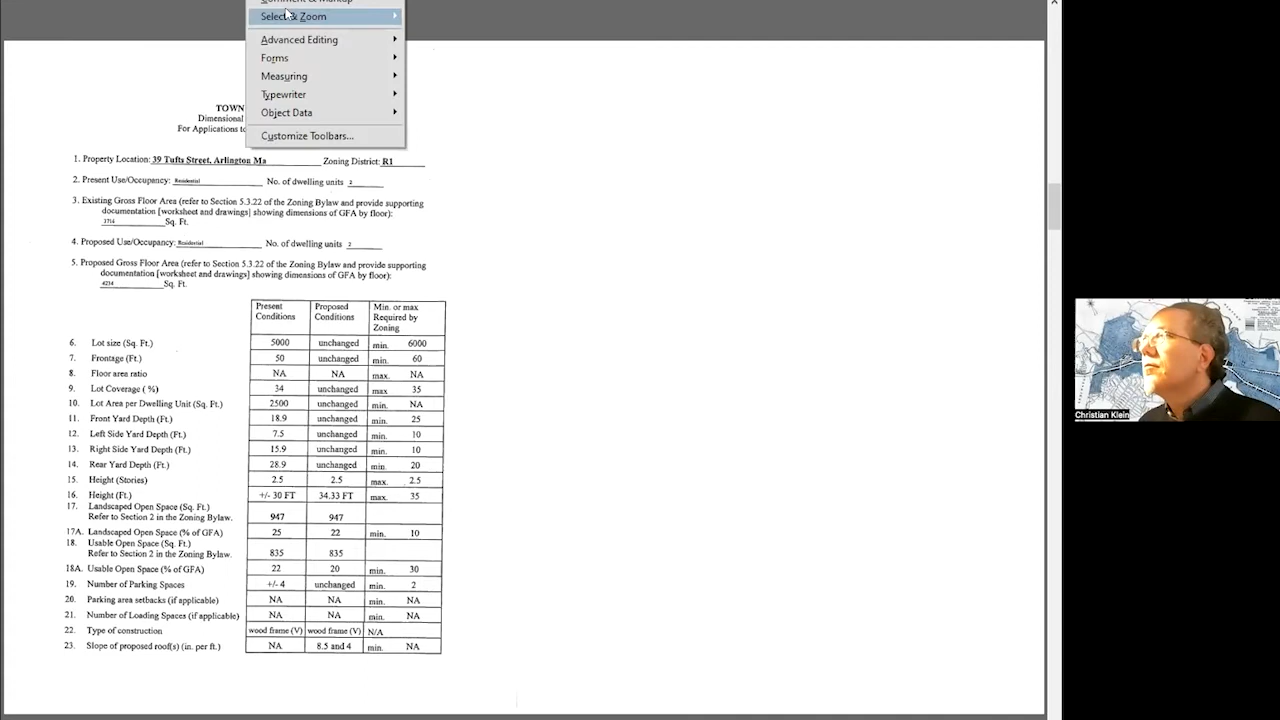 Comment & Markup
Select & Zoom
Advanced Editing
Forms
Measuring
Typewriter
Object Data
Customize Toolbars...
TOWN
Dimensional
For Applications to
1. Property Location: 39 Tufts Street, Arlington Ma Zoning District: R1
2. Present Use/Occupancy: Residential No. of dwelling units 2
3. Existing Gross Floor Area (refer to Section 5.3.22 of the Zoning Bylaw and provide supporting
documentation [worksheet and drawings] showing dimensions of GFA by floor):
Sq. Ft.
4. Proposed Use/Occupancy: Residential No. of dwelling units 2
5. Proposed Gross Floor Area (refer to Section 5.3.22 of the Zoning Bylaw and provide supporting
documentation [worksheet and drawings] showing dimensions of GFA by floor):
4234 Sq. Ft.
Present Conditions Proposed Conditions Min. or max Required by Zoning
6. Lot size (Sq. Ft.) 5000 unchanged min. 6000
7. Frontage (Ft.) 50 unchanged min. 60
8. Floor area ratio NA NA max. NA
9. Lot Coverage ( %) 34 unchanged max 35
10. Lot Area per Dwelling Unit (Sq. Ft.) 2500 unchanged min. NA
11. Front Yard Depth (Ft.) 18.9 unchanged min. 25
12. Left Side Yard Depth (Ft.) 7.5 unchanged min. 10
13. Right Side Yard Depth (Ft.) 15.9 unchanged min. 10
14. Rear Yard Depth (Ft.) 28.9 unchanged min. 20
15. Height (Stories) 2.5 2.5 max. 2.5
16. Height (Ft.) +/- 30 FT 34.33 FT max. 35
17. Landscaped Open Space (Sq. Ft.)
Refer to Section 2 in the Zoning Bylaw. 947 947
17A. Landscaped Open Space (% of GFA) 25 22 min. 10
18. Usable Open Space (Sq. Ft.)
Refer to Section 2 in the Zoning Bylaw. 835 835
18A. Usable Open Space (% of GFA) 22 20 min. 30
19. Number of Parking Spaces +/- 4 unchanged min. 2
20. Parking area setbacks (if applicable) NA NA min. NA
21. Number of Loading Spaces (if applicable) NA NA min. NA
22. Type of construction wood frame (V) wood frame (V) N/A
23. Slope of proposed roof(s) (in. per ft.) NA 8.5 and 4 min. NA
Christian Klein